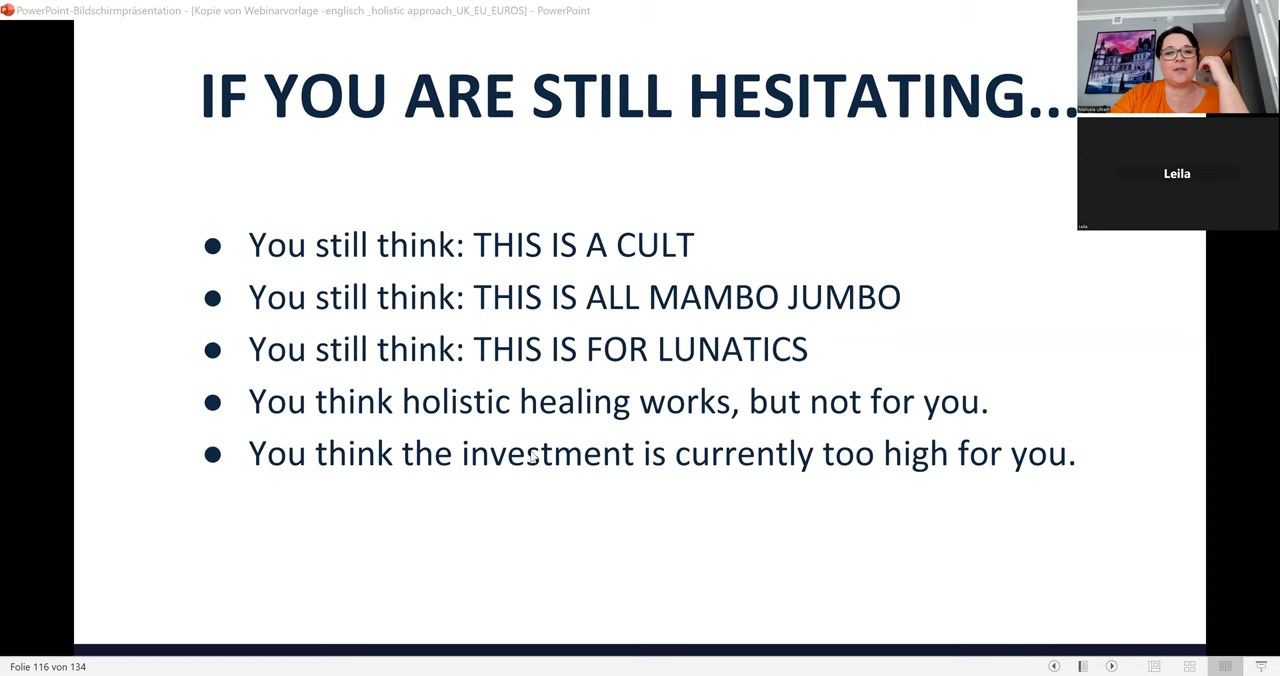 PowerPoint-Bildschirmpräsentation - [Kopie von Webinarvorlage -englisch _holistic approach_UK_EU_EUROS] - PowerPoint
IF YOU ARE STILL HESITATING...
Leila
Leila
● You still think: THIS IS A CULT
● You still think: THIS IS ALL MAMBO JUMBO
● You still think: THIS IS FOR LUNATICS
● You think holistic healing works, but not for you.
● You think the investment is currently too high for you.
Folie 116 von 134